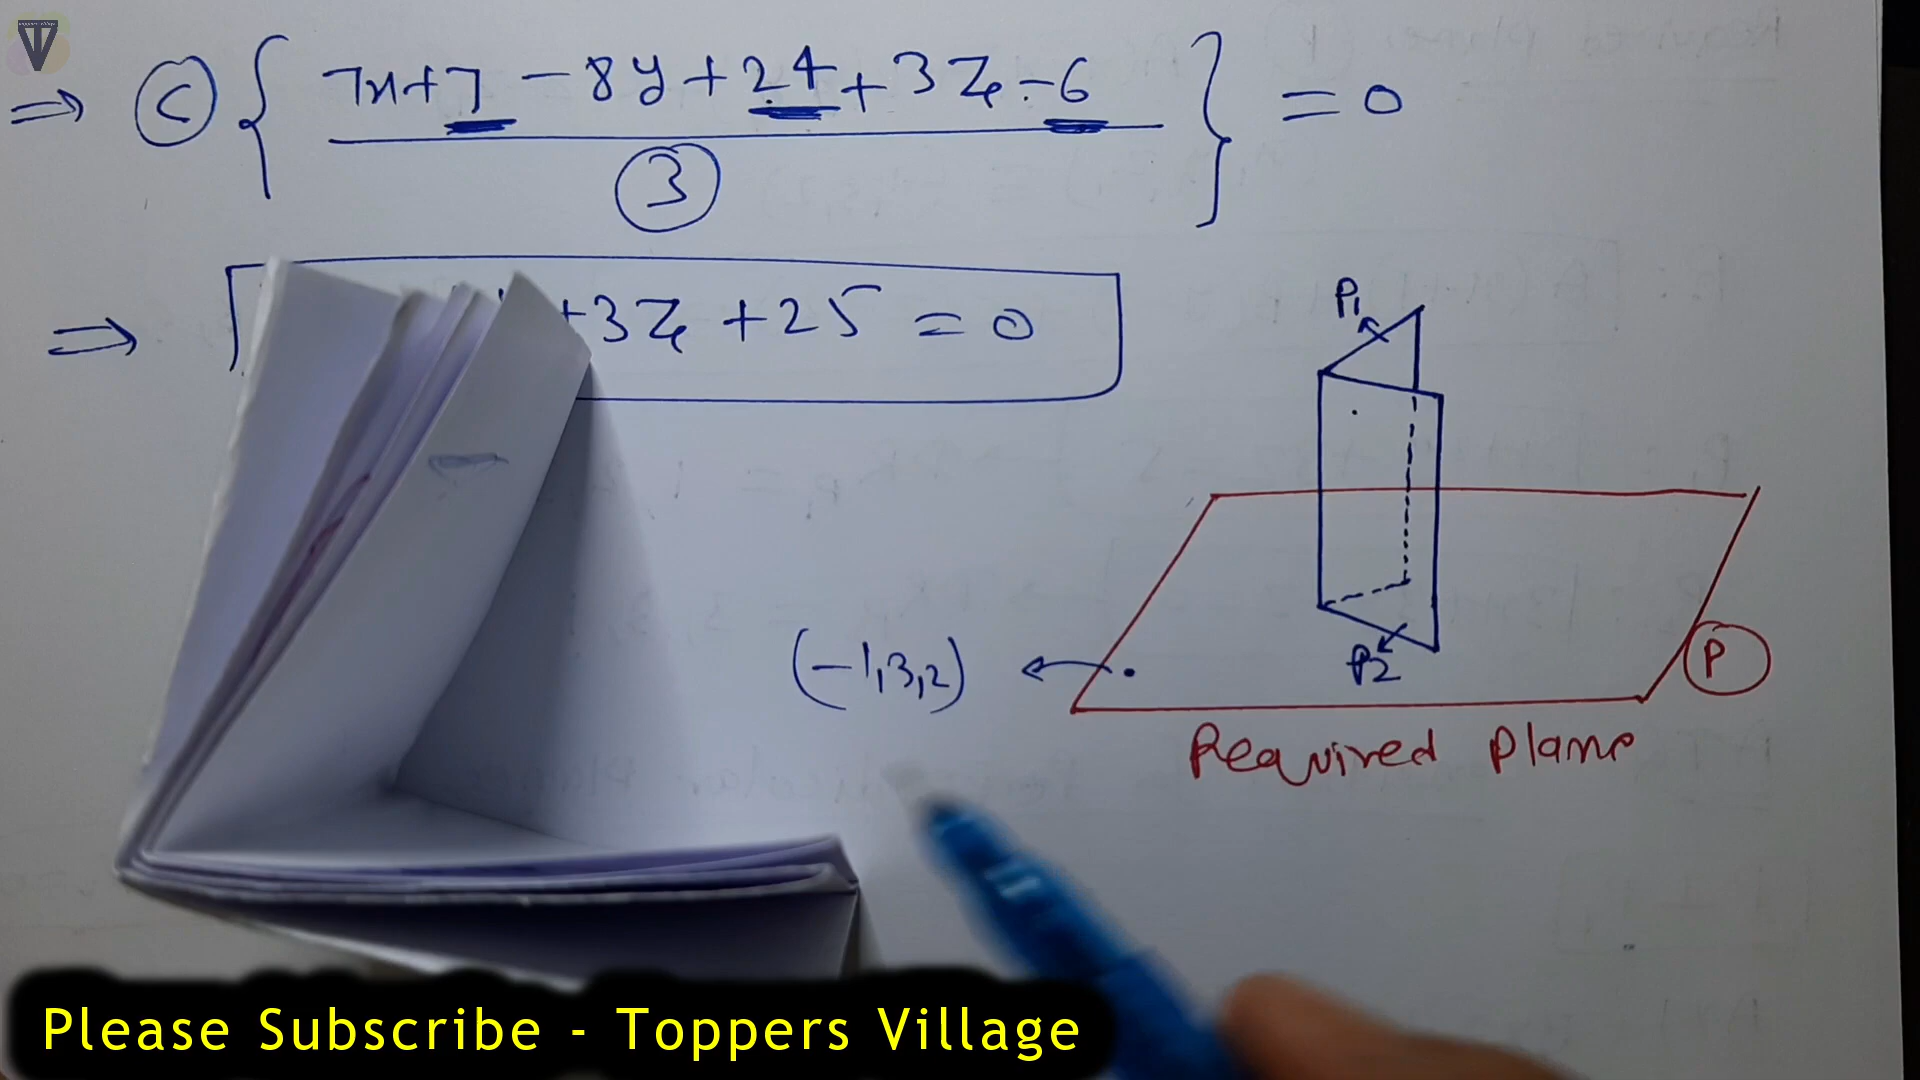 ⇒ C { 7x+7 - 8y + 24 + 3z - 6 / 3 } = 0
⇒ +3z + 25 = 0
P1
(-1,3,2)
P2
P
Required Plane
Please Subscribe - Toppers Village